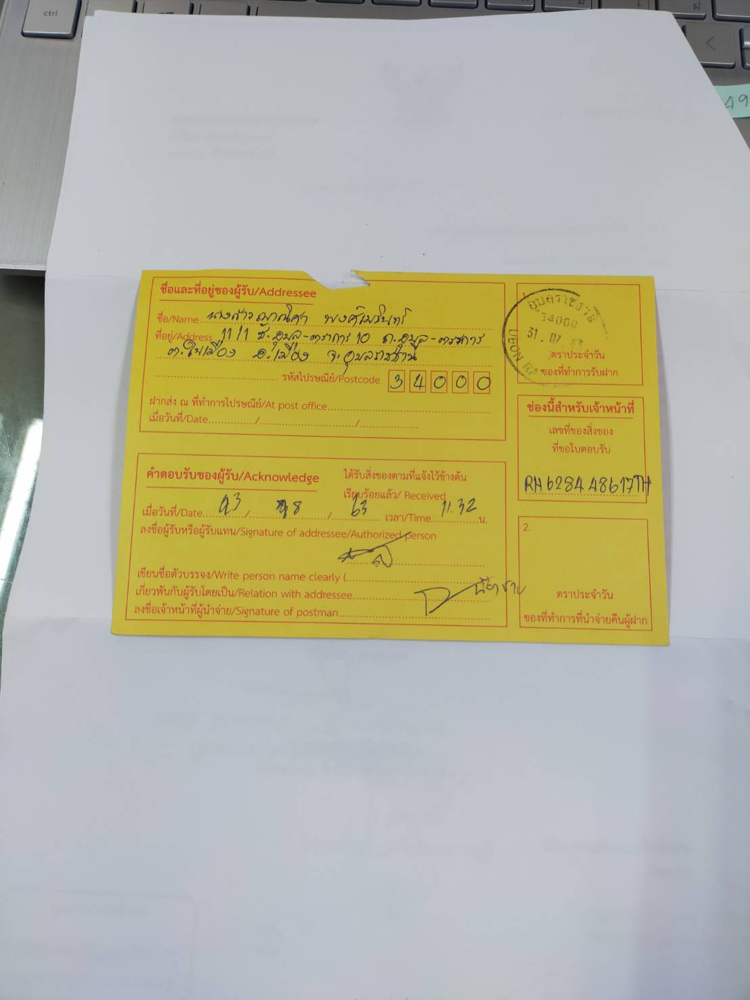 ctrl
49
ชื่อและที่อยู่ของผู้รับ/Addressee
ชื่อ/Name นางสาวญาณิศา พงศ์เมรินทร์
ที่อยู่/Address 11/1 ซ.อุบล-ตระการ 10 ถ.อุบล-ตระการ
ต.ในเมือง อ.เมือง จ.อุบลราชธานี
รหัสไปรษณีย์/Postcode 34000
ฝากส่ง ณ ที่ทำการไปรษณีย์/At post office
เมื่อวันที่/Date / /
อุบลราชธานี
34000
31 . 07
UBON RA
ตราประจำวัน
ของที่ทำการรับฝาก
ช่องนี้สำหรับเจ้าหน้าที่
เลขที่ของสิ่งของ
ที่ขอใบตอบรับ
RH 6284 4861 7TH
คำตอบรับของผู้รับ/Acknowledge
ได้รับสิ่งของตามที่แจ้งไว้ข้างต้น
เรียบร้อยแล้ว/ Received
เมื่อวันที่/Date / / 63 เวลา/Time 11.32 น.
ลงชื่อผู้รับหรือผู้รับแทน/Signature of addressee/Authorized person
เขียนชื่อตัวบรรจง/Write person name clearly (
เกี่ยวพันกับผู้รับโดยเป็น/Relation with addressee
ลงชื่อเจ้าหน้าที่ผู้นำจ่าย/Signature of postman
2.
ตราประจำวัน
ของที่ทำการที่นำจ่ายคืนผู้ฝาก